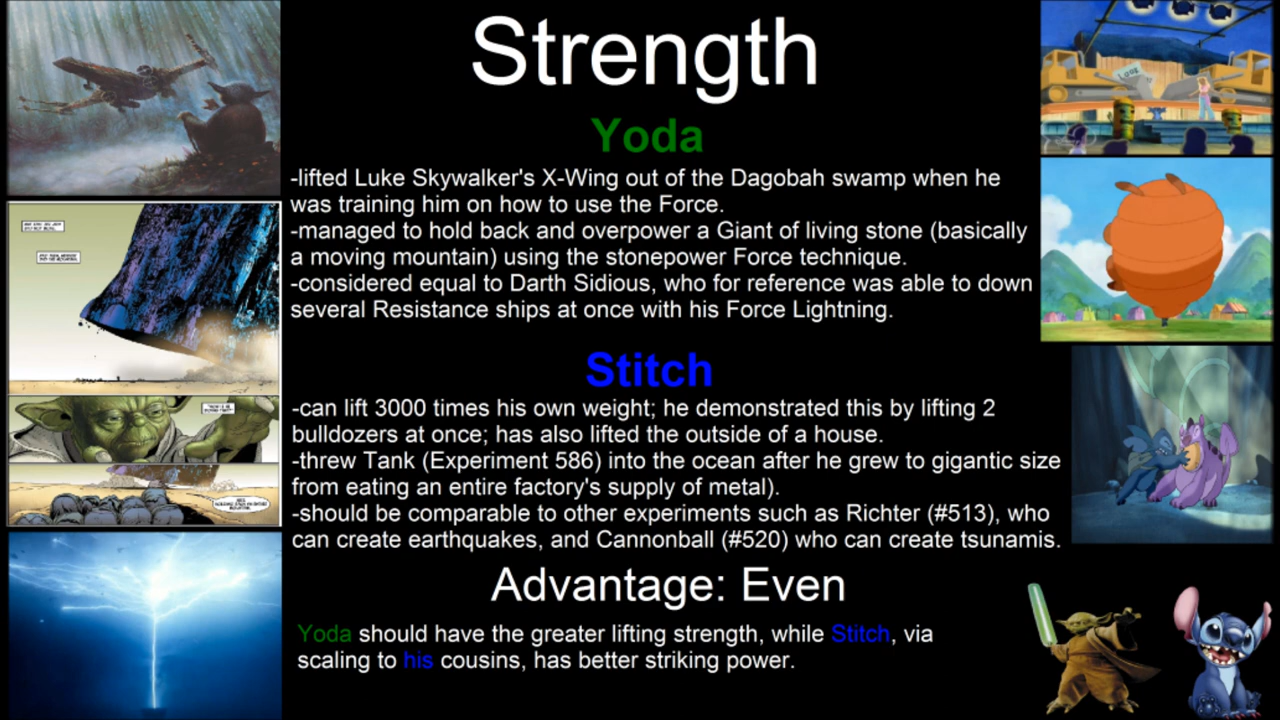 Strength
Yoda
-lifted Luke Skywalker's X-Wing out of the Dagobah swamp when he
was training him on how to use the Force.
-managed to hold back and overpower a Giant of living stone (basically
a moving mountain) using the stonepower Force technique.
-considered equal to Darth Sidious, who for reference was able to down
several Resistance ships at once with his Force Lightning.
Stitch
-can lift 3000 times his own weight; he demonstrated this by lifting 2
bulldozers at once; has also lifted the outside of a house.
-threw Tank (Experiment 586) into the ocean after he grew to gigantic size
from eating an entire factory's supply of metal).
-should be comparable to other experiments such as Richter (#513), who
can create earthquakes, and Cannonball (#520) who can create tsunamis.
Advantage: Even
Yoda should have the greater lifting strength, while Stitch, via
scaling to his cousins, has better striking power.